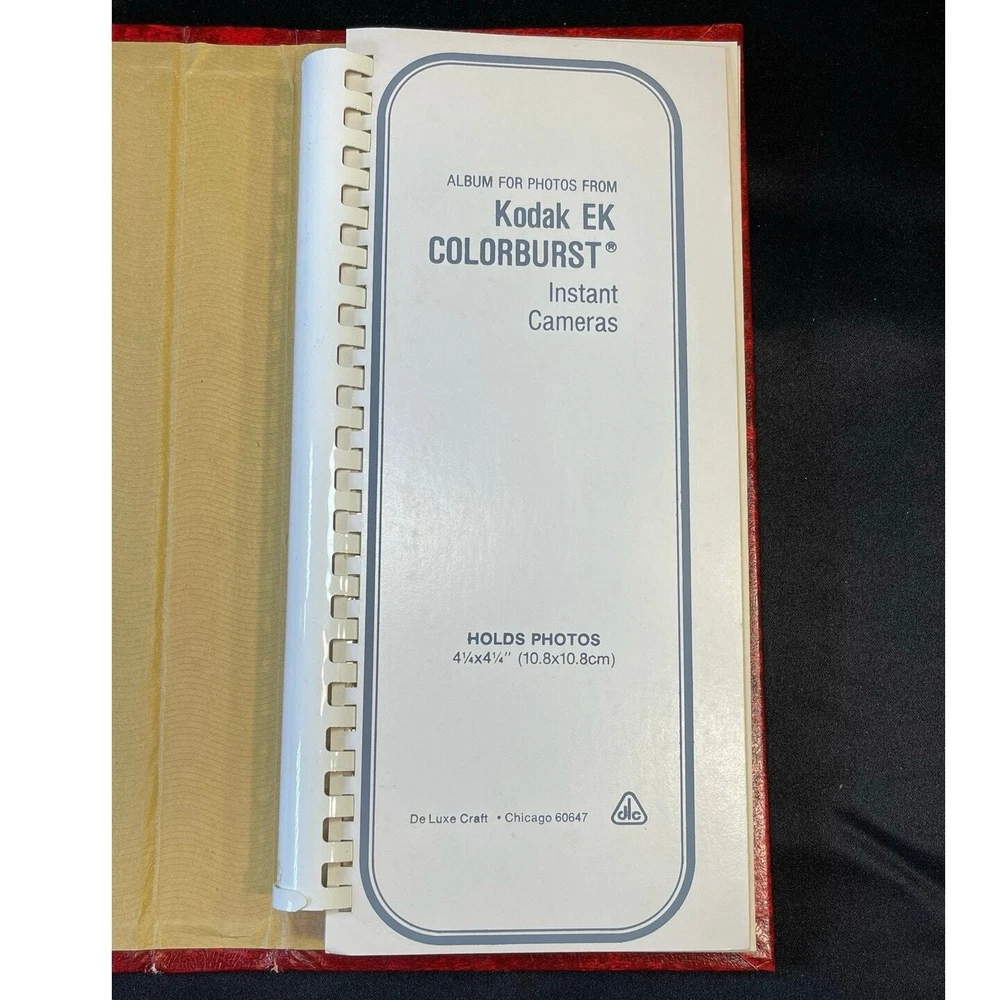 ALBUM FOR PHOTOS FROM
Kodak EK
COLORBURST®
Instant
Cameras
HOLDS PHOTOS
4¼x4¼" (10.8x10.8cm)
De Luxe Craft • Chicago 60647
dlc